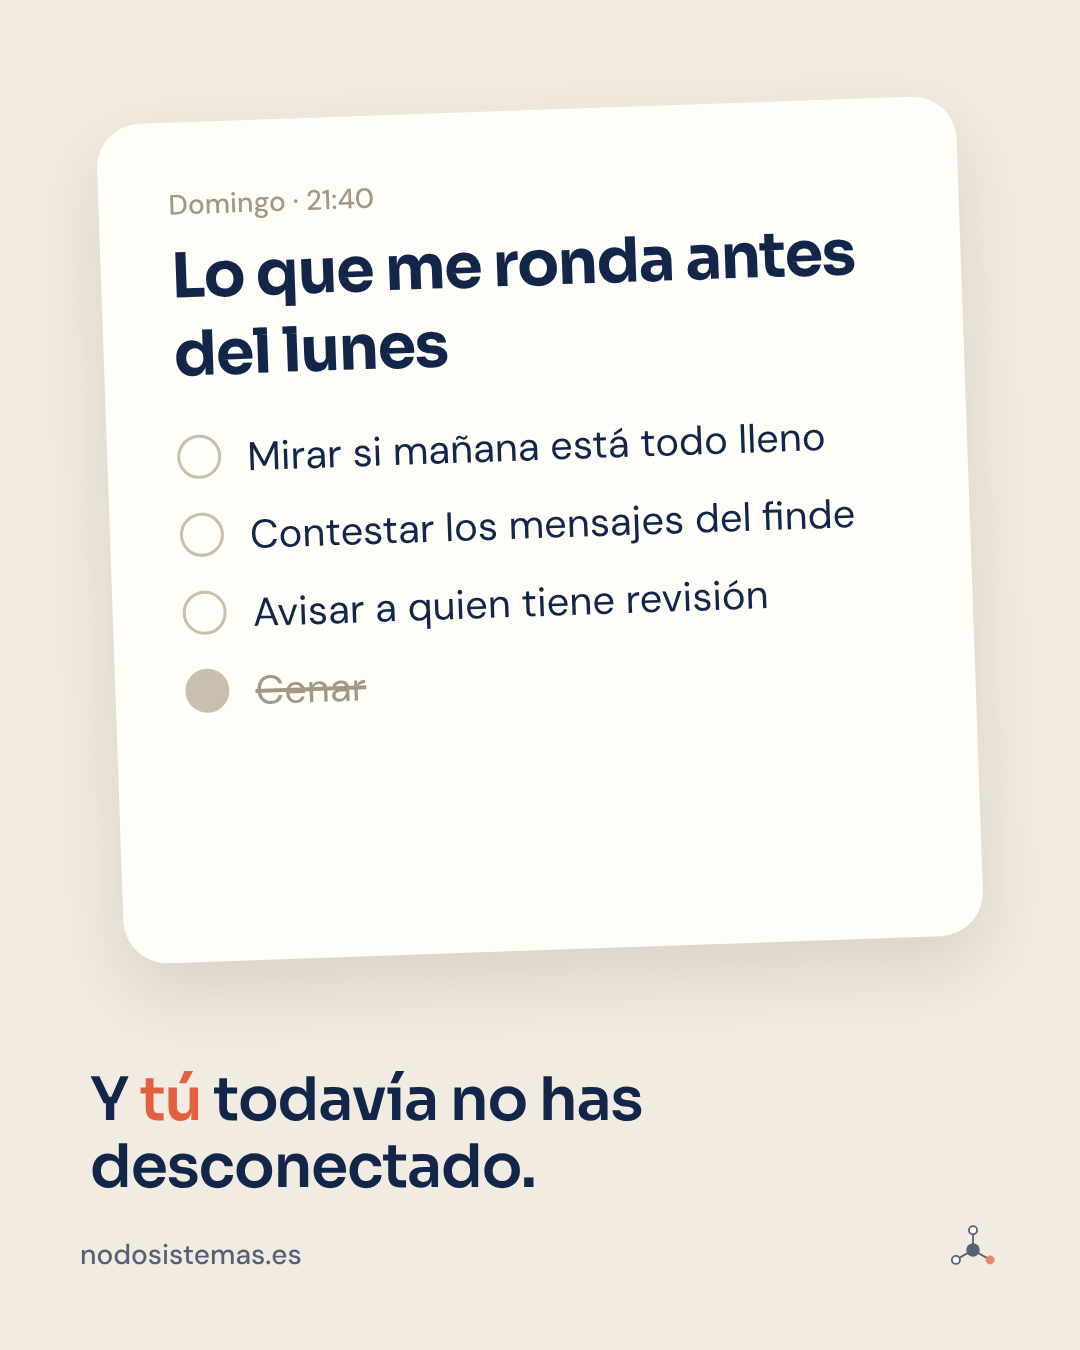 Domingo · 21:40
Lo que me ronda antes
del lunes
Mirar si mañana está todo lleno
Contestar los mensajes del finde
Avisar a quien tiene revisión
Cenar
Y tú todavía no has
desconectado.
nodosistemas.es